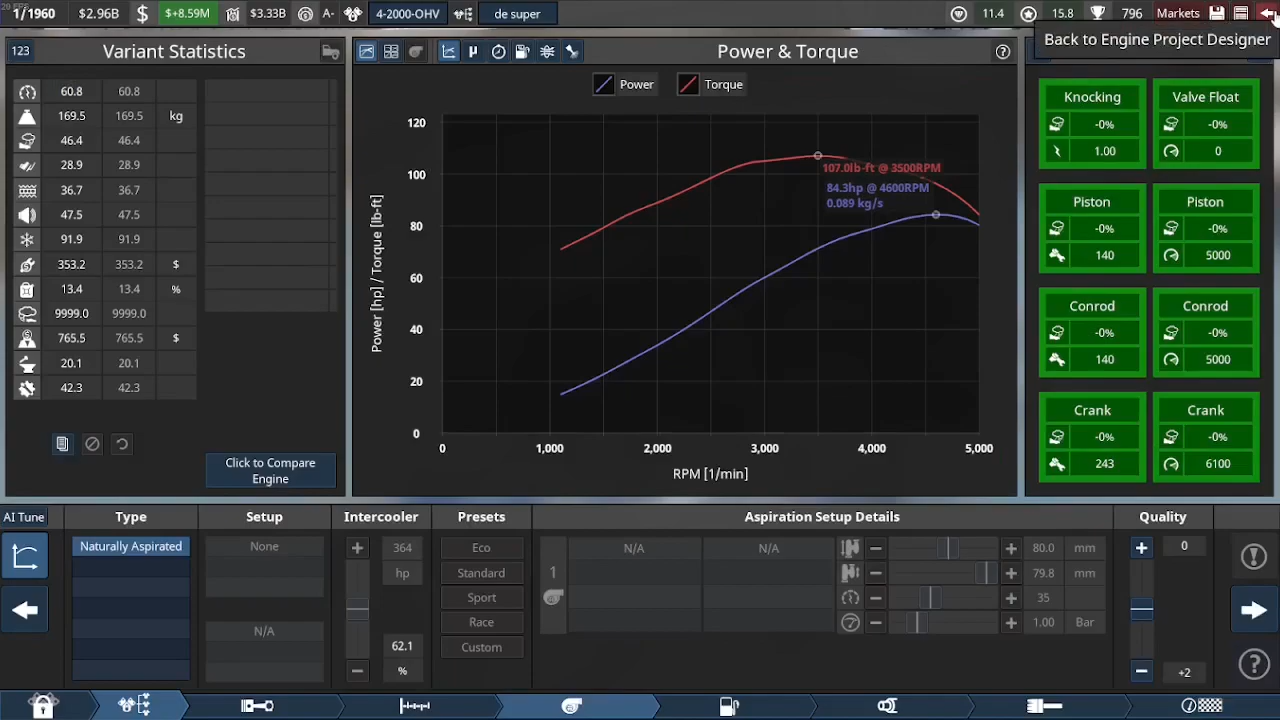 20 FPS
1/1960
$2.96B
$+8.59M
$3.33B
A-
4-2000-OHV
de super
11.4
15.8
796
Markets
Back to Engine Project Designer
123
Variant Statistics
60.8 60.8
169.5 169.5 kg
46.4 46.4
28.9 28.9
36.7 36.7
47.5 47.5
91.9 91.9
353.2 353.2 $
13.4 13.4 %
9999.0 9999.0
765.5 765.5 $
20.1 20.1
42.3 42.3
Click to Compare
Engine
Power & Torque
Power
Torque
Power [hp] / Torque [lb-ft]
120
100
80
60
40
20
0
107.0lb-ft @ 3500RPM
84.3hp @ 4600RPM
0.089 kg/s
0 1,000 2,000 3,000 4,000 5,000
RPM [1/min]
Knocking
-0%
1.00
Valve Float
-0%
0
Piston
-0%
140
Piston
-0%
5000
Conrod
-0%
140
Conrod
-0%
5000
Crank
-0%
243
Crank
-0%
6100
AI Tune
Type
Naturally Aspirated
Setup
None
N/A
Intercooler
364
hp
62.1
%
Presets
Eco
Standard
Sport
Race
Custom
Aspiration Setup Details
1
N/A
N/A
80.0 mm
79.8 mm
35
1.00 Bar
Quality
0
+2